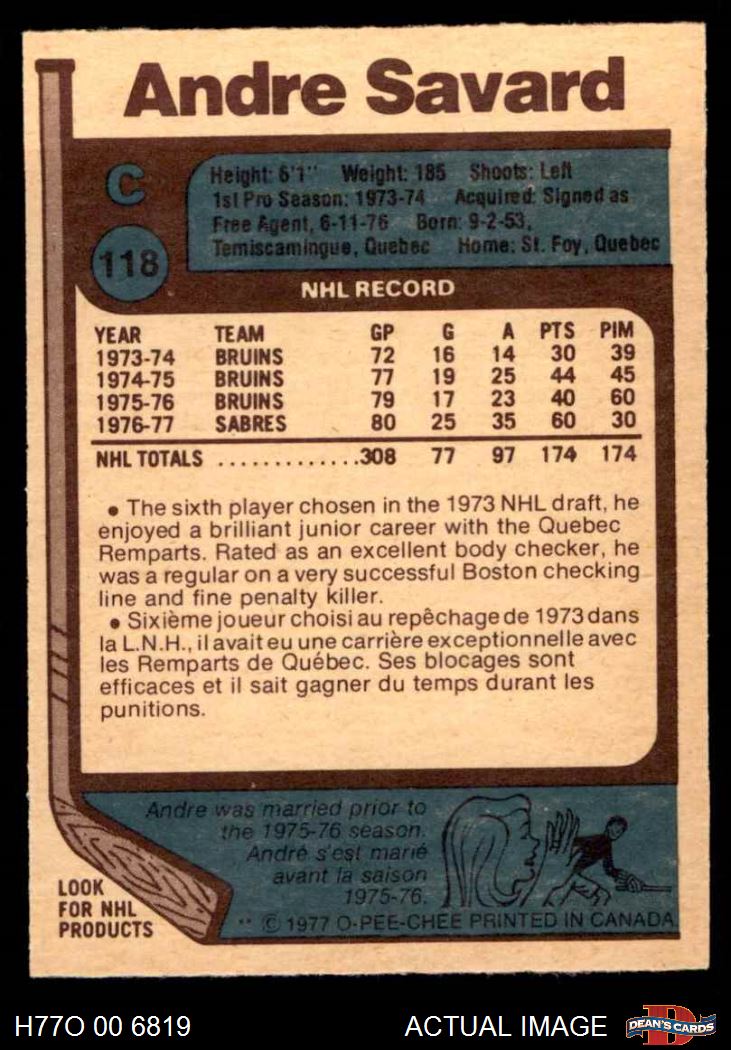 Andre Savard
C
118
Height: 6'1" Weight: 185 Shoots: Left
1st Pro Season: 1973-74 Acquired: Signed as
Free Agent, 6-11-76 Born: 9-2-53,
Temiscamingue, Quebec Home: St. Foy, Quebec
NHL RECORD
YEAR TEAM GP G A PTS PIM
1973-74 BRUINS 72 16 14 30 39
1974-75 BRUINS 77 19 25 44 45
1975-76 BRUINS 79 17 23 40 60
1976-77 SABRES 80 25 35 60 30
NHL TOTALS ..............308 77 97 174 174
• The sixth player chosen in the 1973 NHL draft, he
enjoyed a brilliant junior career with the Quebec
Remparts. Rated as an excellent body checker, he
was a regular on a very successful Boston checking
line and fine penalty killer.
• Sixième joueur choisi au repêchage de 1973 dans
la L.N.H., il avait eu une carrière exceptionnelle avec
les Remparts de Québec. Ses blocages sont
efficaces et il sait gagner du temps durant les
punitions.
Andre was married prior to
the 1975-76 season.
André s'est marié
avant la saison
1975-76.
LOOK
FOR NHL
PRODUCTS
** © 1977 O-PEE-CHEE PRINTED IN CANADA
H77O 00 6819 ACTUAL IMAGE
D
DEAN'S CARDS